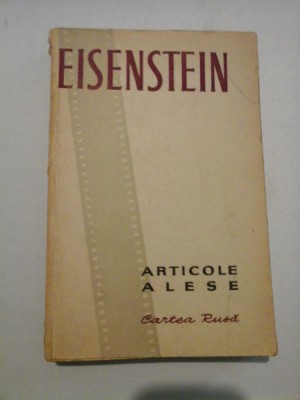 EISENSTEIN
ARTICOLE
ALESE
Cartea Rusă